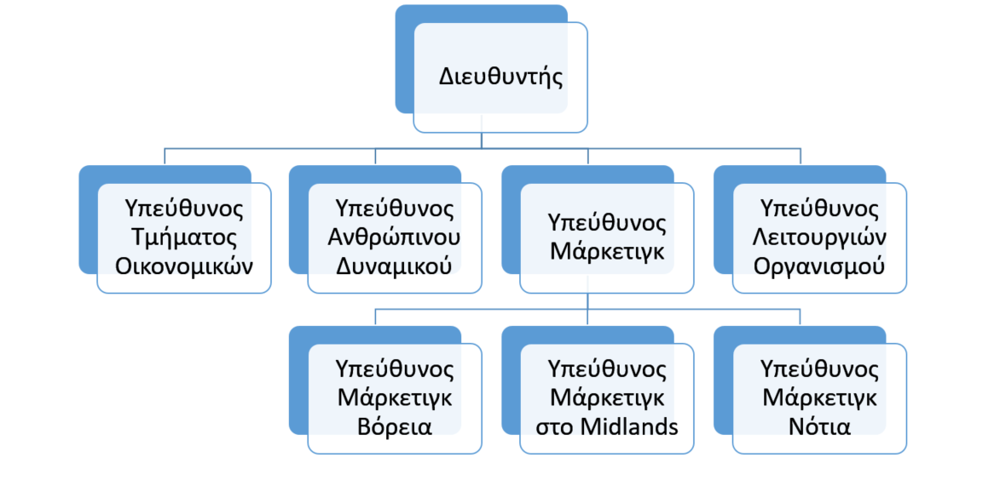 Διευθυντής
Υπεύθυνος
Τμήματος
Οικονομικών
Υπεύθυνος
Ανθρώπινου
Δυναμικού
Υπεύθυνος
Μάρκετιγκ
Υπεύθυνος
Λειτουργιών
Οργανισμού
Υπεύθυνος
Μάρκετιγκ
Βόρεια
Υπεύθυνος
Μάρκετιγκ
στο Midlands
Υπεύθυνος
Μάρκετιγκ
Νότια